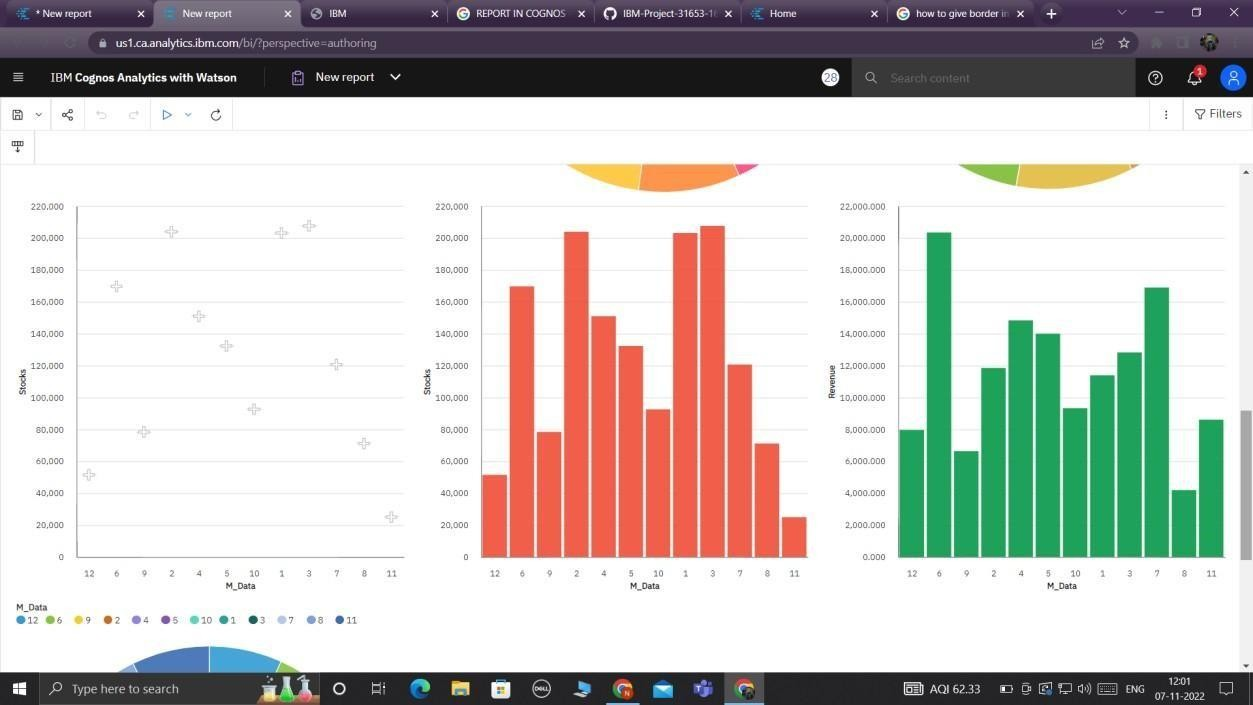 * New report
New report
IBM
REPORT IN COGNOS
IBM-Project-31653-16
Home
how to give border in
us1.ca.analytics.ibm.com/bi/?perspective=authoring
IBM Cognos Analytics with Watson
New report
28
Search content
1
Filters
220,000
200,000
180,000
160,000
140,000
120,000
100,000
80,000
60,000
40,000
20,000
0
Stocks
12 6 9 2 4 5 10 1 3 7 8 11
M_Data
220,000
200,000
180,000
160,000
140,000
120,000
100,000
80,000
60,000
40,000
20,000
0
Stocks
12 6 9 2 4 5 10 1 3 7 8 11
M_Data
22,000.000
20,000.000
18,000.000
16,000.000
14,000.000
12,000.000
10,000.000
8,000.000
6,000.000
4,000.000
2,000.000
0.000
Revenue
12 6 9 2 4 5 10 1 3 7 8 11
M_Data
M_Data
12 6 9 2 4 5 10 1 3 7 8 11
Type here to search
DELL
AQI 62.33
ENG
12:01
07-11-2022